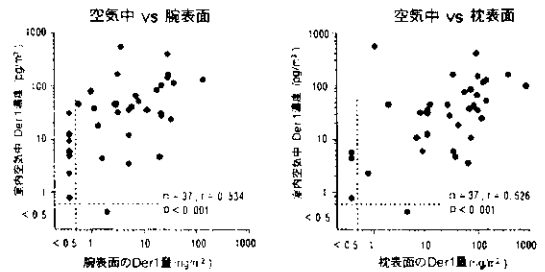 空気中 vs 腕表面
室内空気中 Der1濃度 (pg/m³)
1000
100
10
1
< 0.5
n = 37, r = 0.534
p < 0.001
< 0.5 1 10 100 1000
腕表面のDer1量(ng/m²)
空気中 vs 枕表面
室内空気中 Der1濃度 (pg/m³)
1000
100
10
1
< 0.5
n = 37, r = 0.526
p < 0.001
< 0.5 1 10 100 1000
枕表面のDer1量(ng/m²)